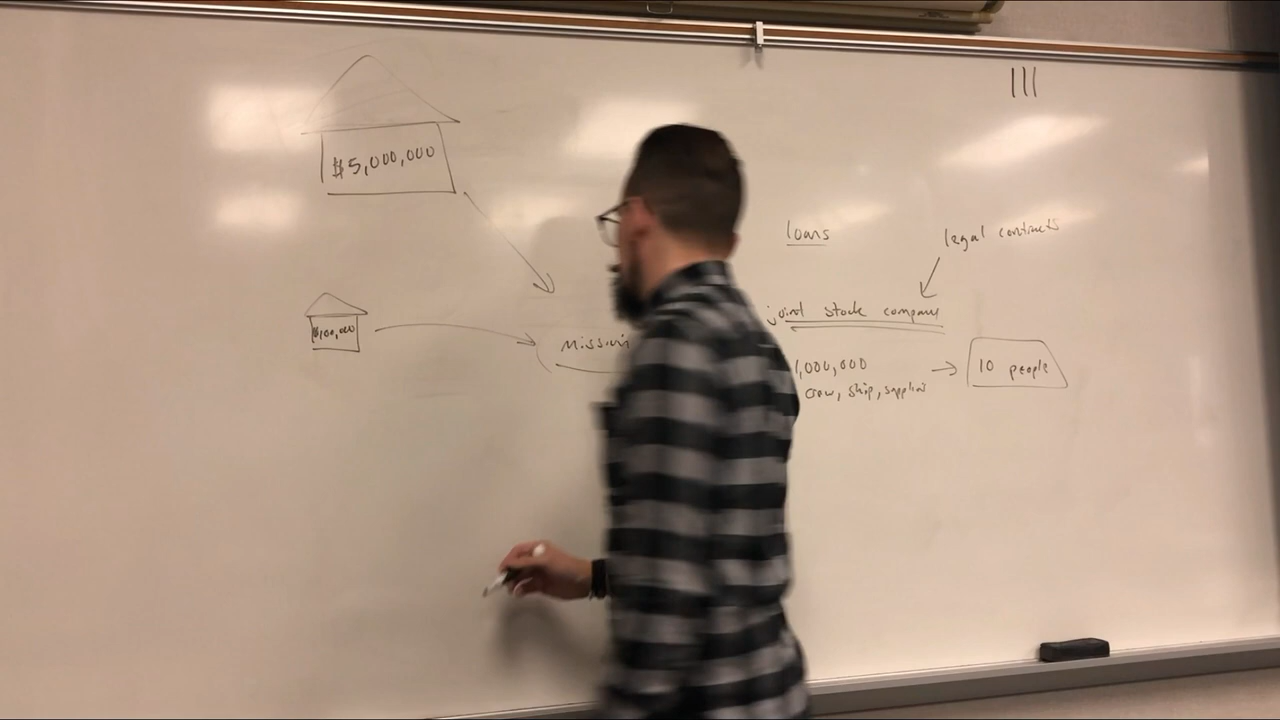 |||
$5,000,000
loans
legal contracts
joint stock company
$100,000
1,000,000
10 people
crew, ship, supplies